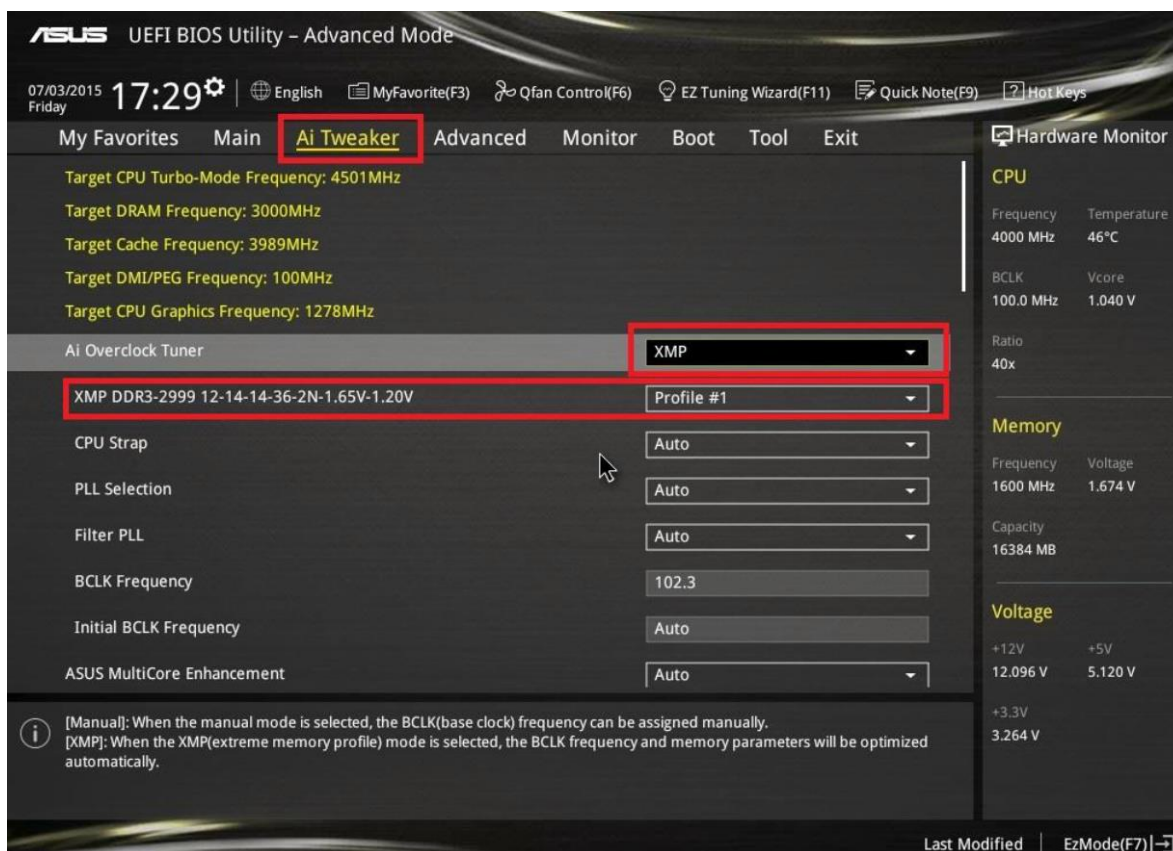 ASUS UEFI BIOS Utility – Advanced Mode
07/03/2015 Friday 17:29 English MyFavorite(F3) Qfan Control(F6) EZ Tuning Wizard(F11) Quick Note(F9) ? Hot Keys
My Favorites Main Ai Tweaker Advanced Monitor Boot Tool Exit
Target CPU Turbo-Mode Frequency: 4501MHz
Target DRAM Frequency: 3000MHz
Target Cache Frequency: 3989MHz
Target DMI/PEG Frequency: 100MHz
Target CPU Graphics Frequency: 1278MHz
Ai Overclock Tuner XMP
XMP DDR3-2999 12-14-14-36-2N-1.65V-1.20V Profile #1
CPU Strap Auto
PLL Selection Auto
Filter PLL Auto
BCLK Frequency 102.3
Initial BCLK Frequency Auto
ASUS MultiCore Enhancement Auto
[Manual]: When the manual mode is selected, the BCLK(base clock) frequency can be assigned manually.
[XMP]: When the XMP(extreme memory profile) mode is selected, the BCLK frequency and memory parameters will be optimized
automatically.
Hardware Monitor
CPU
Frequency Temperature
4000 MHz 46°C
BCLK Vcore
100.0 MHz 1.040 V
Ratio
40x
Memory
Frequency Voltage
1600 MHz 1.674 V
Capacity
16384 MB
Voltage
+12V +5V
12.096 V 5.120 V
+3.3V
3.264 V
Last Modified EzMode(F7)